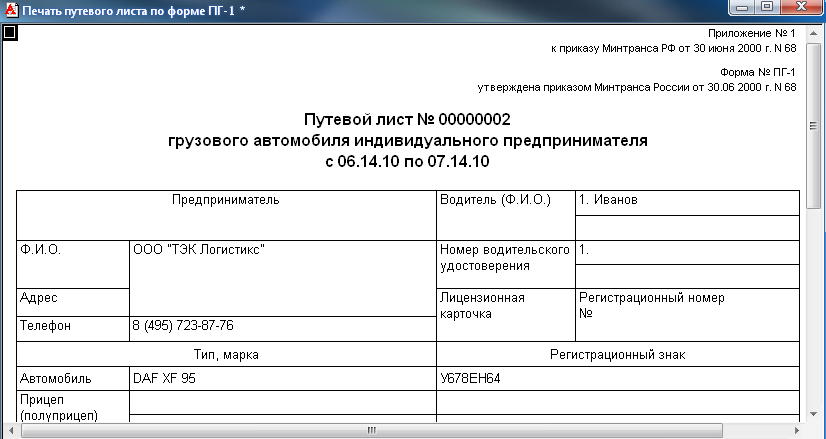 Печать путевого листа по форме ПГ-1 *
Приложение № 1
к приказу Минтранса РФ от 30 июня 2000 г. N 68
Форма № ПГ-1
утверждена приказом Минтранса России от 30.06 2000 г. N 68
Путевой лист № 00000002
грузового автомобиля индивидуального предпринимателя
с 06.14.10 по 07.14.10
Предприниматель
Водитель (Ф.И.О.)
1. Иванов
Ф.И.О.
ООО "ТЭК Логистикс"
Номер водительского
удостоверения
1.
Адрес
Лицензионная
карточка
Регистрационный номер
№
Телефон
8 (495) 723-87-76
Тип, марка
Регистрационный знак
Автомобиль
DAF XF 95
У678ЕН64
Прицеп
(полуприцеп)